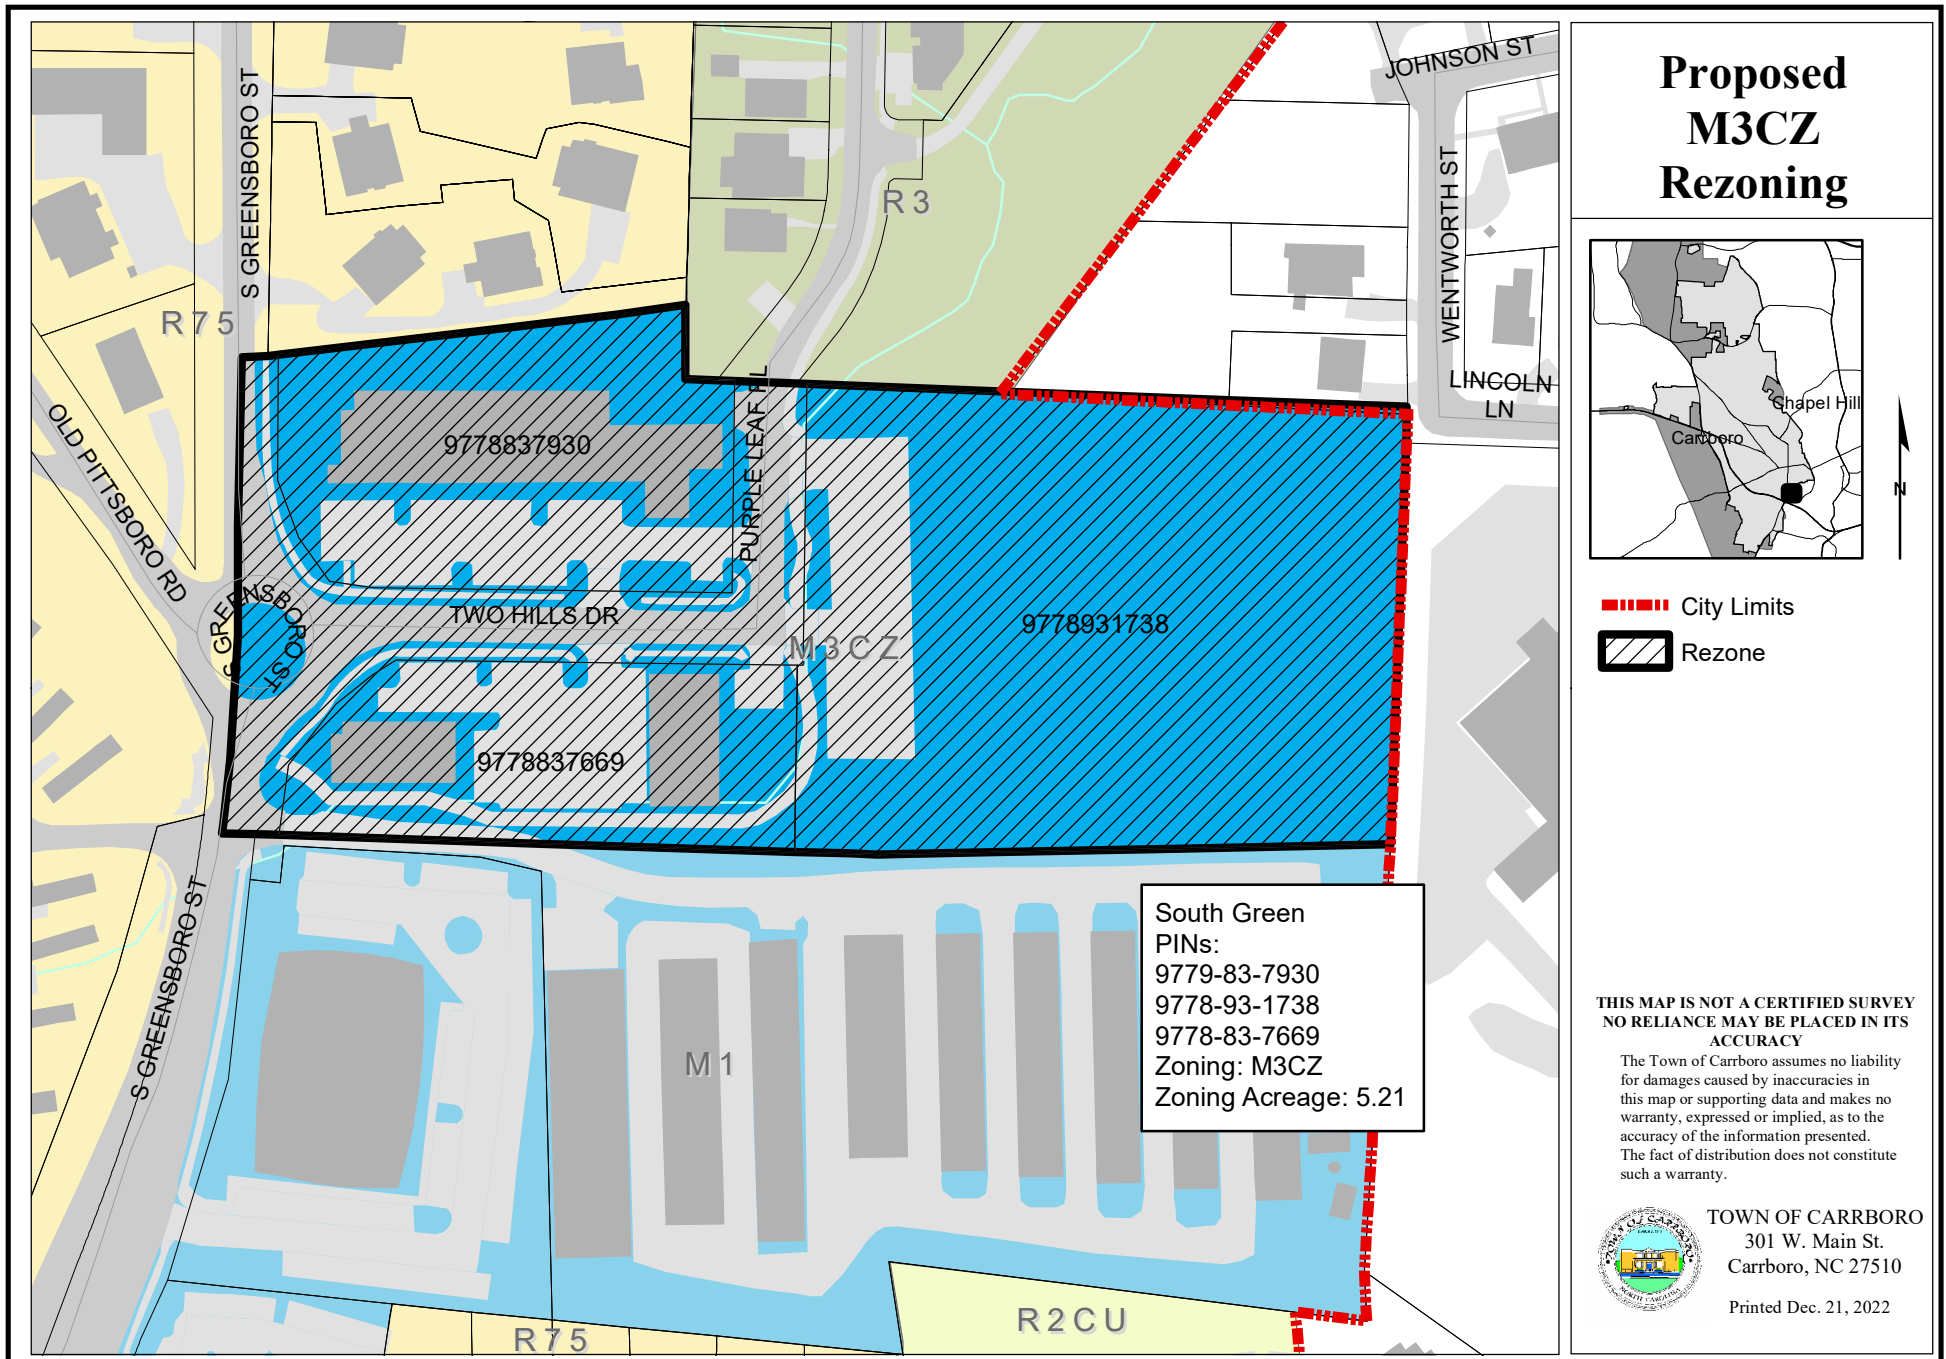 Proposed
M3CZ
Rezoning
JOHNSON ST
S GREENSBORO ST
WENTWORTH ST
R 3
R 7 5
LINCOLN
LN
OLD PITTSBORO RD
PURPLE LEAF PL
9778837930
S GREENSBORO ST
TWO HILLS DR
M 3 C Z
9778931738
9778837669
S GREENSBORO ST
M 1
R 7 5
R 2 C U
South Green
PINs:
9779-83-7930
9778-93-1738
9778-83-7669
Zoning: M3CZ
Zoning Acreage: 5.21
Chapel Hill
Carrboro
N
City Limits
Rezone
THIS MAP IS NOT A CERTIFIED SURVEY
NO RELIANCE MAY BE PLACED IN ITS
ACCURACY
The Town of Carrboro assumes no liability
for damages caused by inaccuracies in
this map or supporting data and makes no
warranty, expressed or implied, as to the
accuracy of the information presented.
The fact of distribution does not constitute
such a warranty.
TOWN OF CARRBORO
NORTH CAROLINA
TOWN OF CARRBORO
301 W. Main St.
Carrboro, NC 27510
Printed Dec. 21, 2022